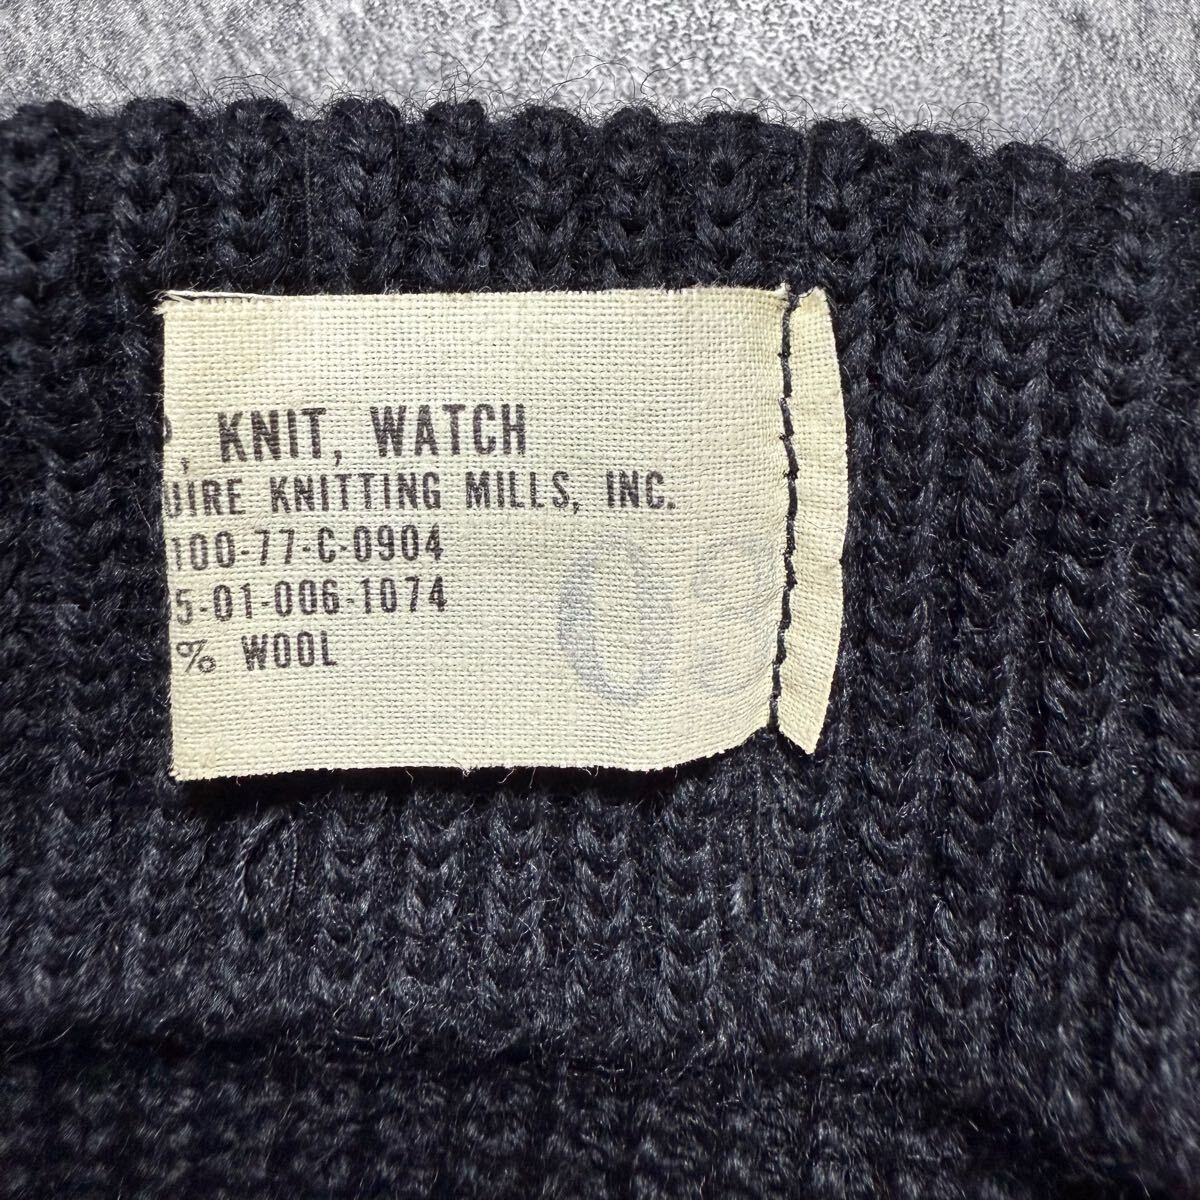 , KNIT, WATCH
UIRE KNITTING MILLS, INC.
100-77-C-0904
5-01-006-1074
% WOOL